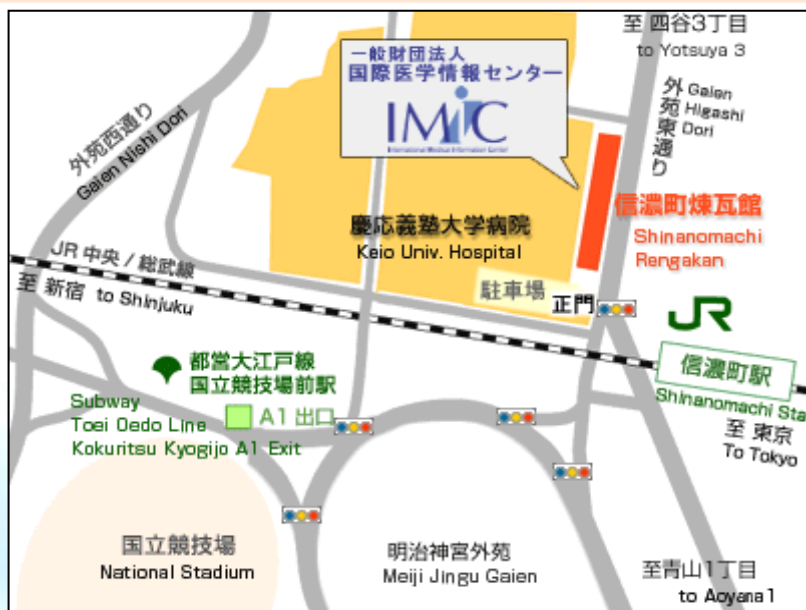 至 四谷3丁目
to Yotsuya 3
一般財団法人
国際医学情報センター
IMIC
International Medical Information Center
外苑東通り
Gaien
Higashi
Dori
外苑西通り
Gaien Nishi Dori
信濃町煉瓦館
Shinanomachi
Rengakan
慶応義塾大学病院
Keio Univ. Hospital
JR 中央 / 総武線
至 新宿 to Shinjuku
駐車場
正門
JR
信濃町駅
Shinanomachi Sta
至 東京
To Tokyo
都営大江戸線
国立競技場前駅
A1 出口
Subway
Toei Oedo Line
Kokuritsu Kyogijo A1 Exit
国立競技場
National Stadium
明治神宮外苑
Meiji Jingu Gaien
至青山1丁目
to Aoyana1